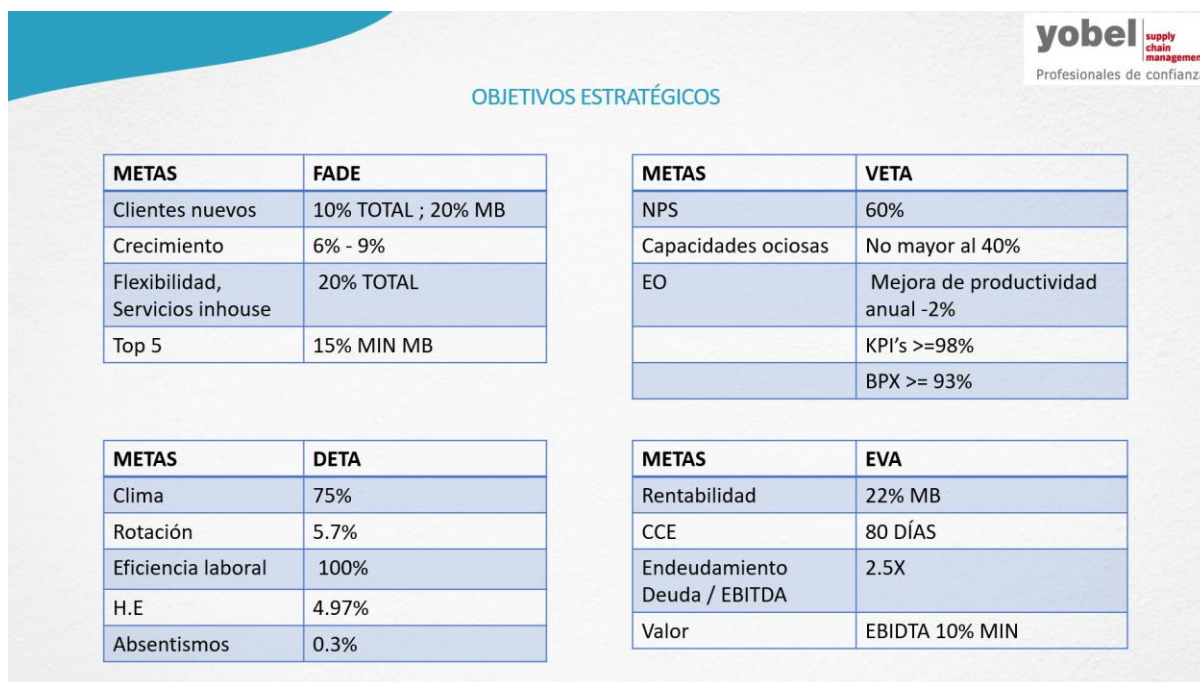 yobel supply
chain
management
Profesionales de confianza
OBJETIVOS ESTRATÉGICOS
METAS FADE
Clientes nuevos 10% TOTAL ; 20% MB
Crecimiento 6% - 9%
Flexibilidad, 20% TOTAL
Servicios inhouse
Top 5 15% MIN MB
METAS VETA
NPS 60%
Capacidades ociosas No mayor al 40%
EO Mejora de productividad
anual -2%
KPI’s >=98%
BPX >= 93%
METAS DETA
Clima 75%
Rotación 5.7%
Eficiencia laboral 100%
H.E 4.97%
Absentismos 0.3%
METAS EVA
Rentabilidad 22% MB
CCE 80 DÍAS
Endeudamiento 2.5X
Deuda / EBITDA
Valor EBIDTA 10% MIN